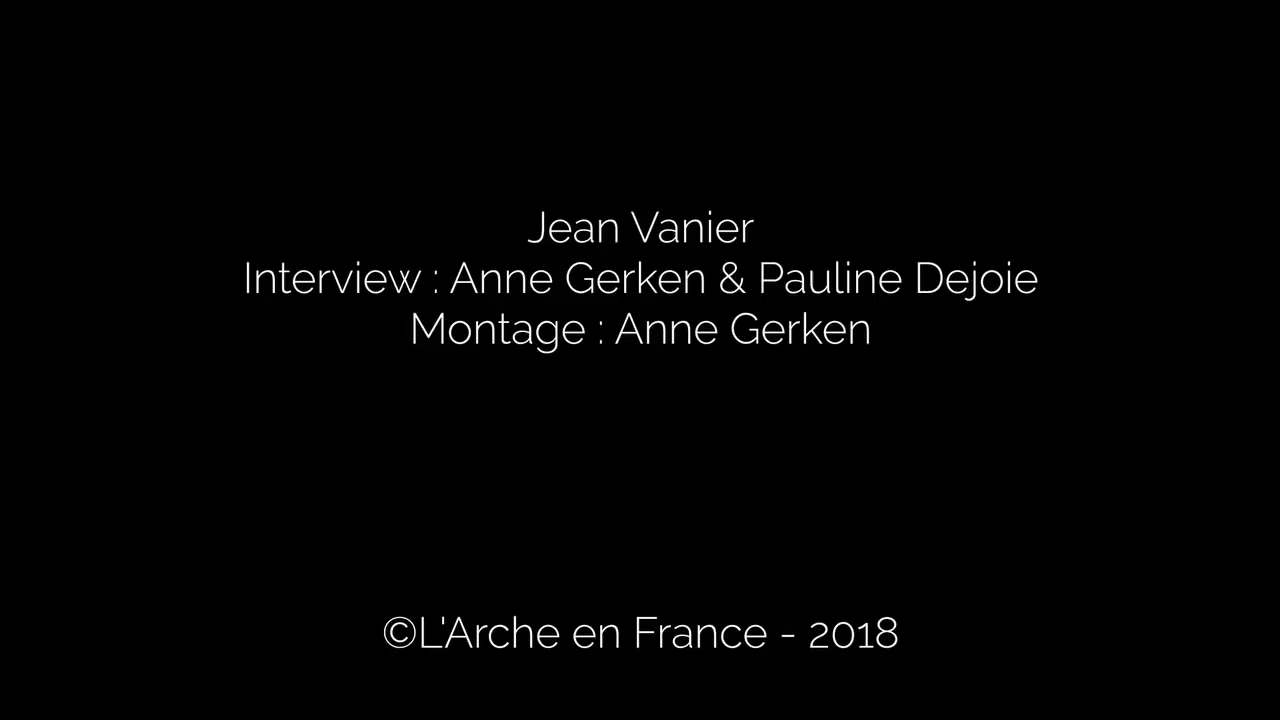 Jean Vanier
Interview : Anne Gerken & Pauline Dejoie
Montage : Anne Gerken
©L'Arche en France - 2018